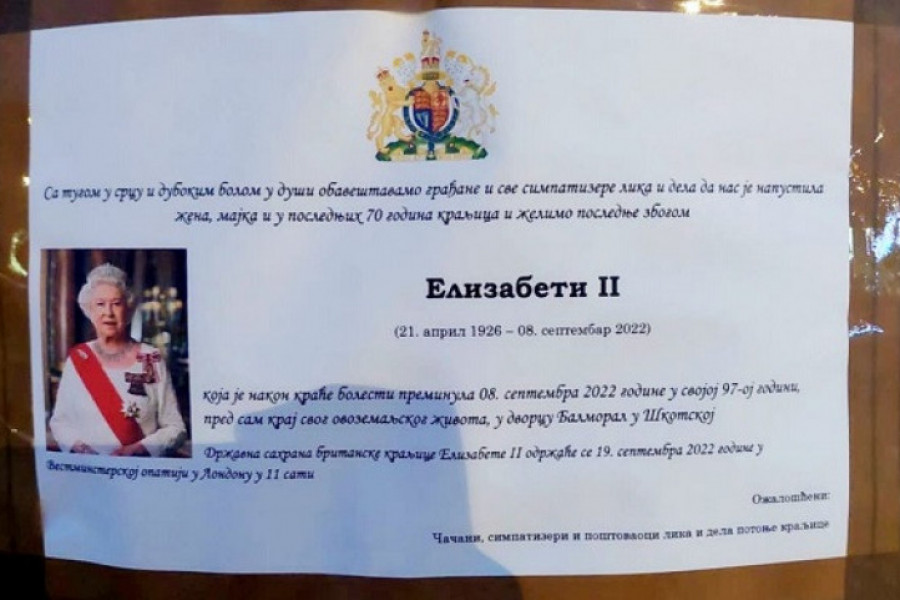 Са тугом у срцу и дубоким болом у души обавештавамо грађане и све симпатизере лика и дела да нас је напустила
жена, мајка и у последњих 70 година краљица и желимо последње збогом
Елизабети II
(21. април 1926 – 08. септембар 2022)
која је након краће болести преминула 08. септембра 2022 године у својој 97-ој години,
пред сам крај свог овоземаљског живота, у дворцу Балморал у Шкотској
Државна сахрана британске краљице Елизабете II одржаће се 19. септембра 2022 године у
Вестминстерској опатији у Лондону у 11 сати
Ожалошћени:
Чачани, симпатизери и поштоваоци лика и дела потоње краљице